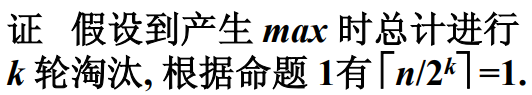 证 假设到产生 max 时总计进行
k 轮淘汰, 根据命题 1有⌈n/2ᵏ⌉=1.